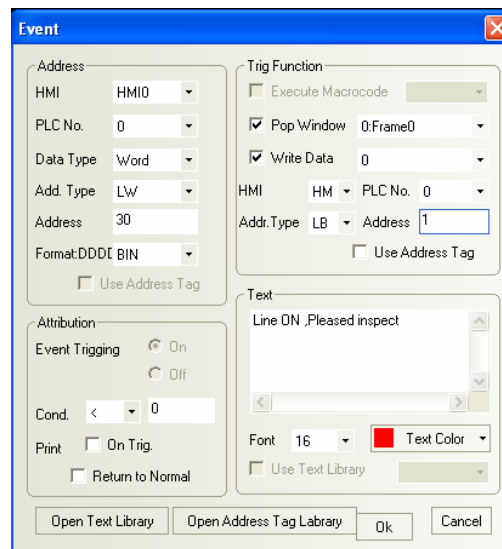 Event
Address
HMI HMI0
PLC No. 0
Data Type Word
Add. Type LW
Address 30
Format:DDDD BIN
Use Address Tag
Attribution
Event Trigging On
Off
Cond. < 0
Print On Trig.
Return to Normal
Trig Function
Execute Macrocode
Pop Window 0:Frame0
Write Data 0
HMI HM PLC No. 0
Addr.Type LB Address 1
Use Address Tag
Text
Line ON ,Pleased inspect
Font 16 Text Color
Use Text Library
Open Text Library Open Address Tag Labrary Ok Cancel